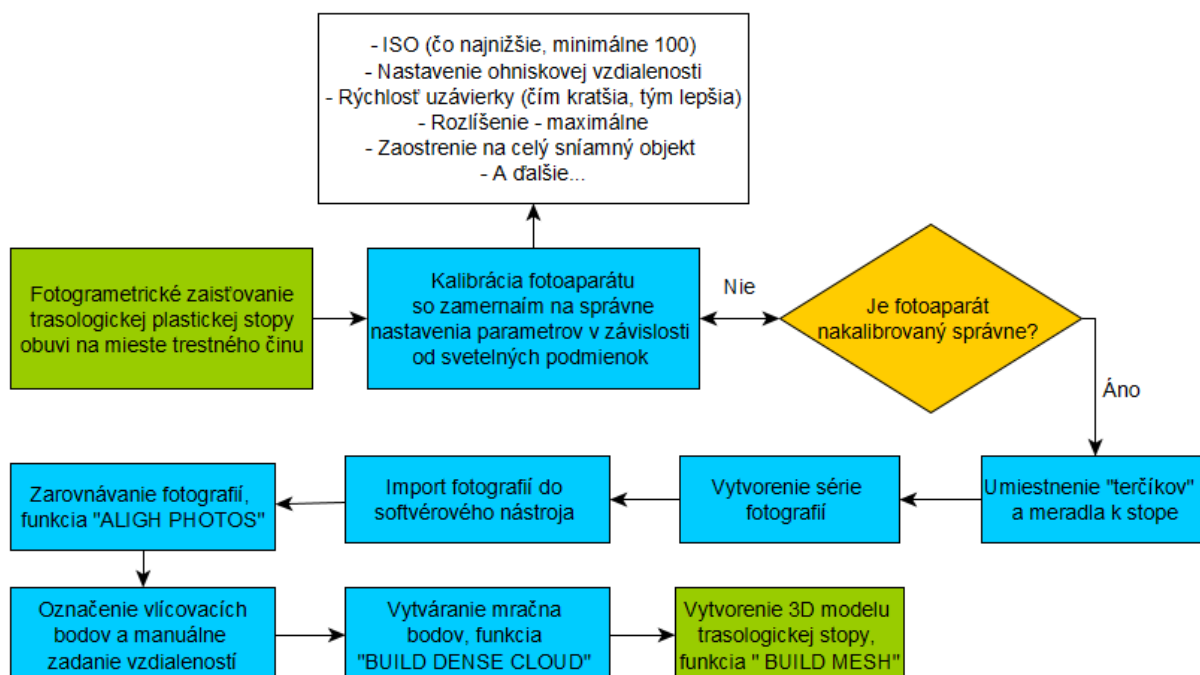 - ISO (čo najnižšie, minimálne 100)
- Nastavenie ohniskovej vzdialenosti
- Rýchlosť uzávierky (čím kratšia, tým lepšia)
- Rozlíšenie - maximálne
- Zaostrenie na celý sníamný objekt
- A ďalšie...
Fotogrametrické zaisťovanie
trasologickej plastickej stopy
obuvi na mieste trestného činu
Kalibrácia fotoaparátu
so zamernaím na správne
nastavenia parametrov v závislosti
od svetelných podmienok
Nie
Je fotoaparát
nakalibrovaný správne?
Áno
Umiestnenie "terčíkov"
a meradla k stope
Vytvorenie série
fotografií
Import fotografií do
softvérového nástroja
Zarovnávanie fotografií,
funkcia "ALIGH PHOTOS"
Označenie vlícovacích
bodov a manuálne
zadanie vzdialeností
Vytváranie mračna
bodov, funkcia
"BUILD DENSE CLOUD"
Vytvorenie 3D modelu
trasologickej stopy,
funkcia " BUILD MESH"